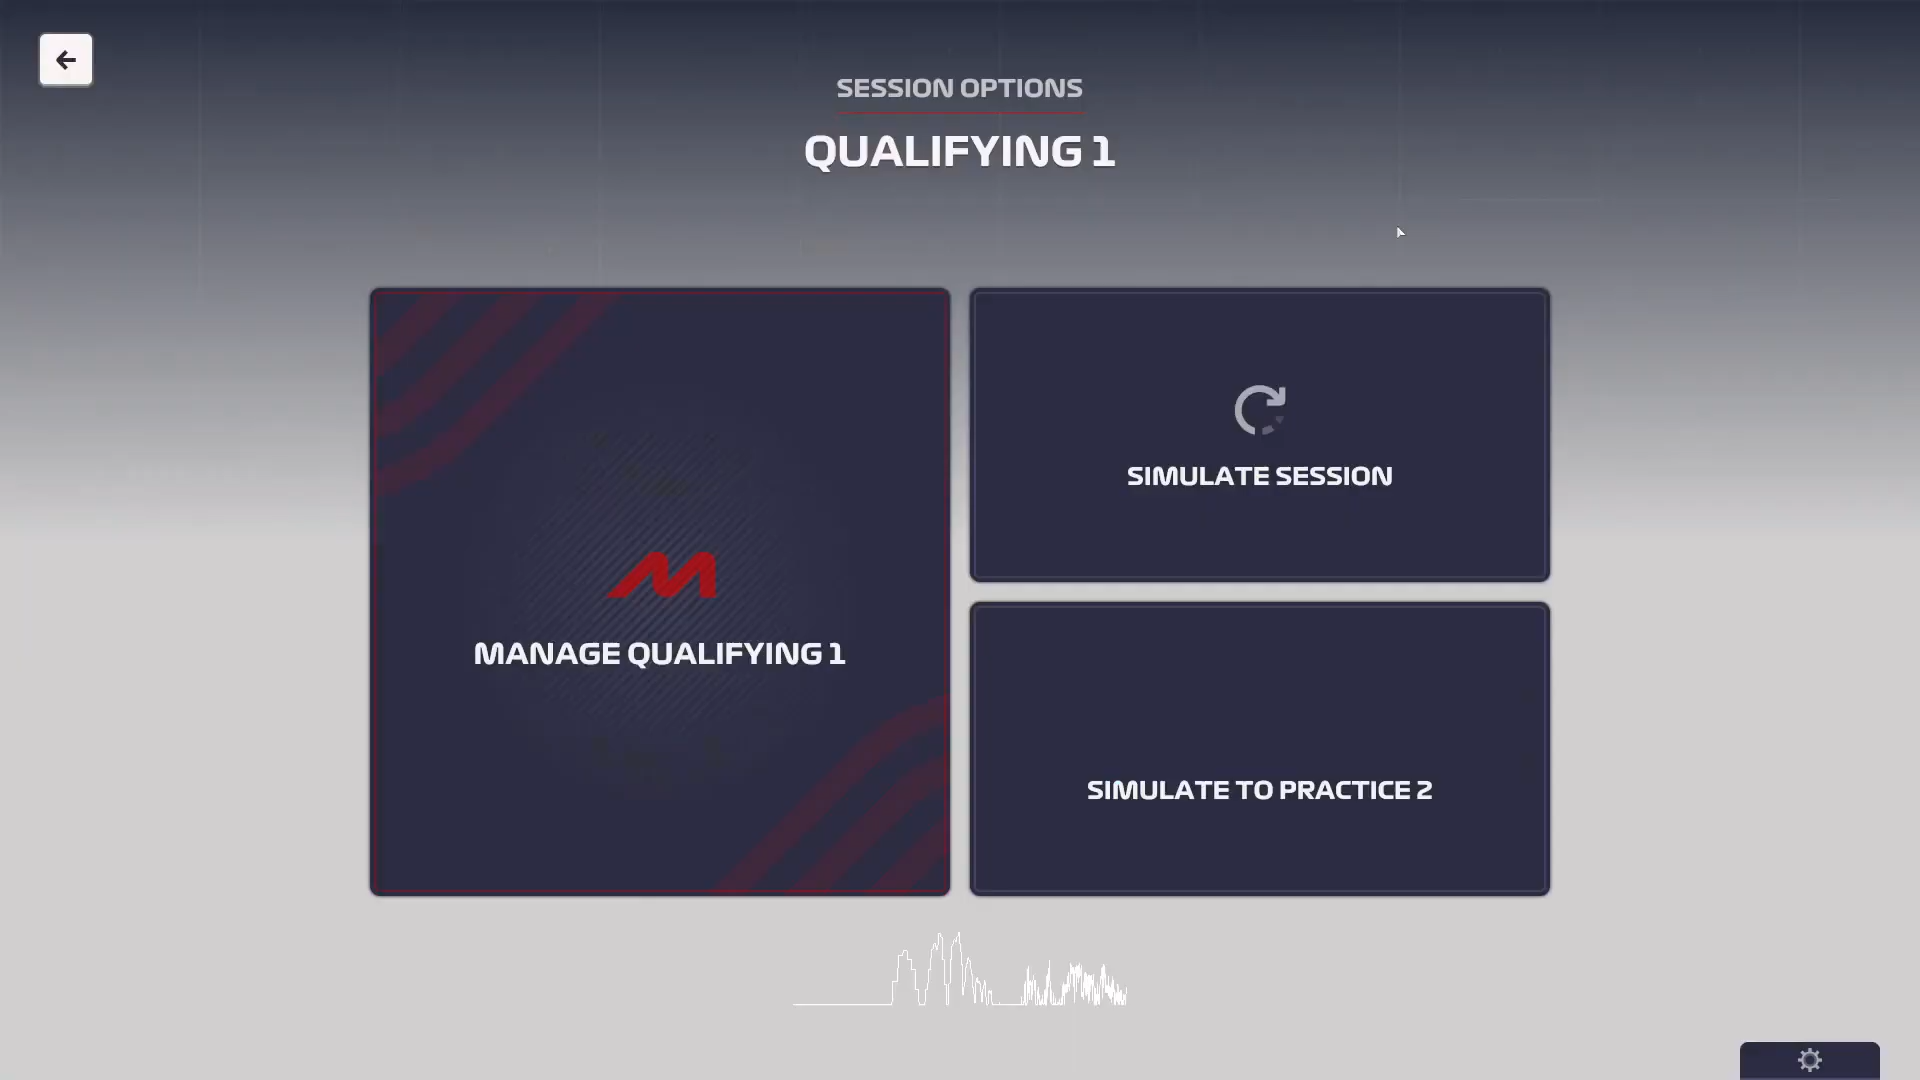 SESSION OPTIONS
QUALIFYING 1
SIMULATE SESSION
MANAGE QUALIFYING 1
SIMULATE TO PRACTICE 2